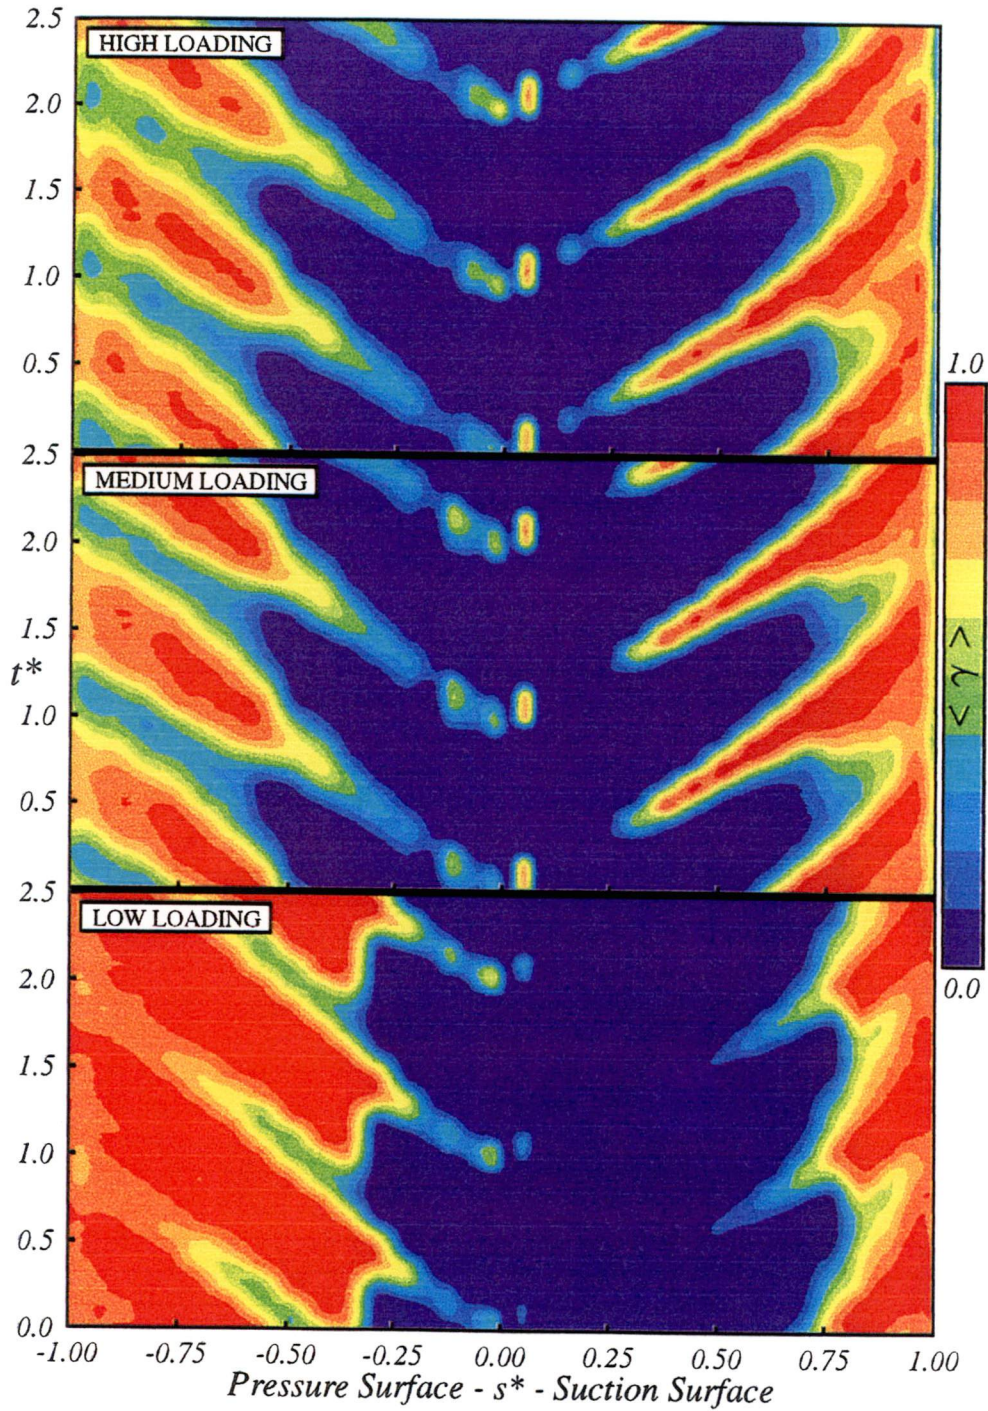 2.5
HIGH LOADING
2.0
1.5
1.0
0.5
1.0
2.5
MEDIUM LOADING
2.0
1.5
< γ >
t*
1.0
0.5
2.5
LOW LOADING
2.0
0.0
1.5
1.0
0.5
0.0
-1.00 -0.75 -0.50 -0.25 0.00 0.25 0.50 0.75 1.00
Pressure Surface - s* - Suction Surface